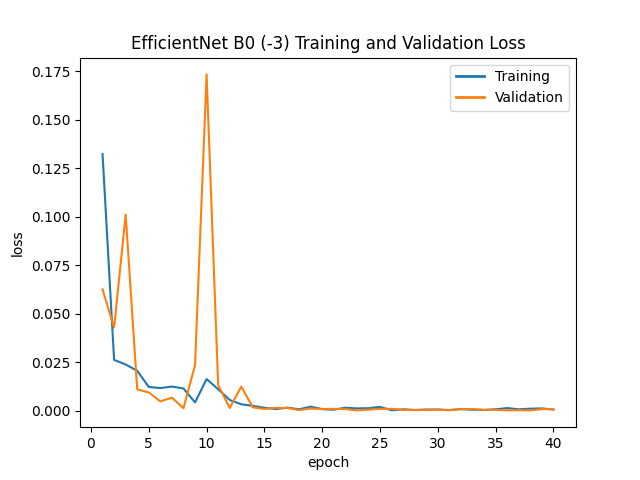 EfficientNet B0 (-3) Training and Validation Loss
Training
Validation
0.175
0.150
0.125
0.100
0.075
0.050
0.025
0.000
loss
0 5 10 15 20 25 30 35 40
epoch